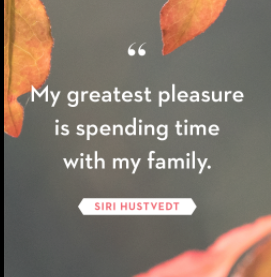 “
My greatest pleasure
is spending time
with my family.
SIRI HUSTVEDT